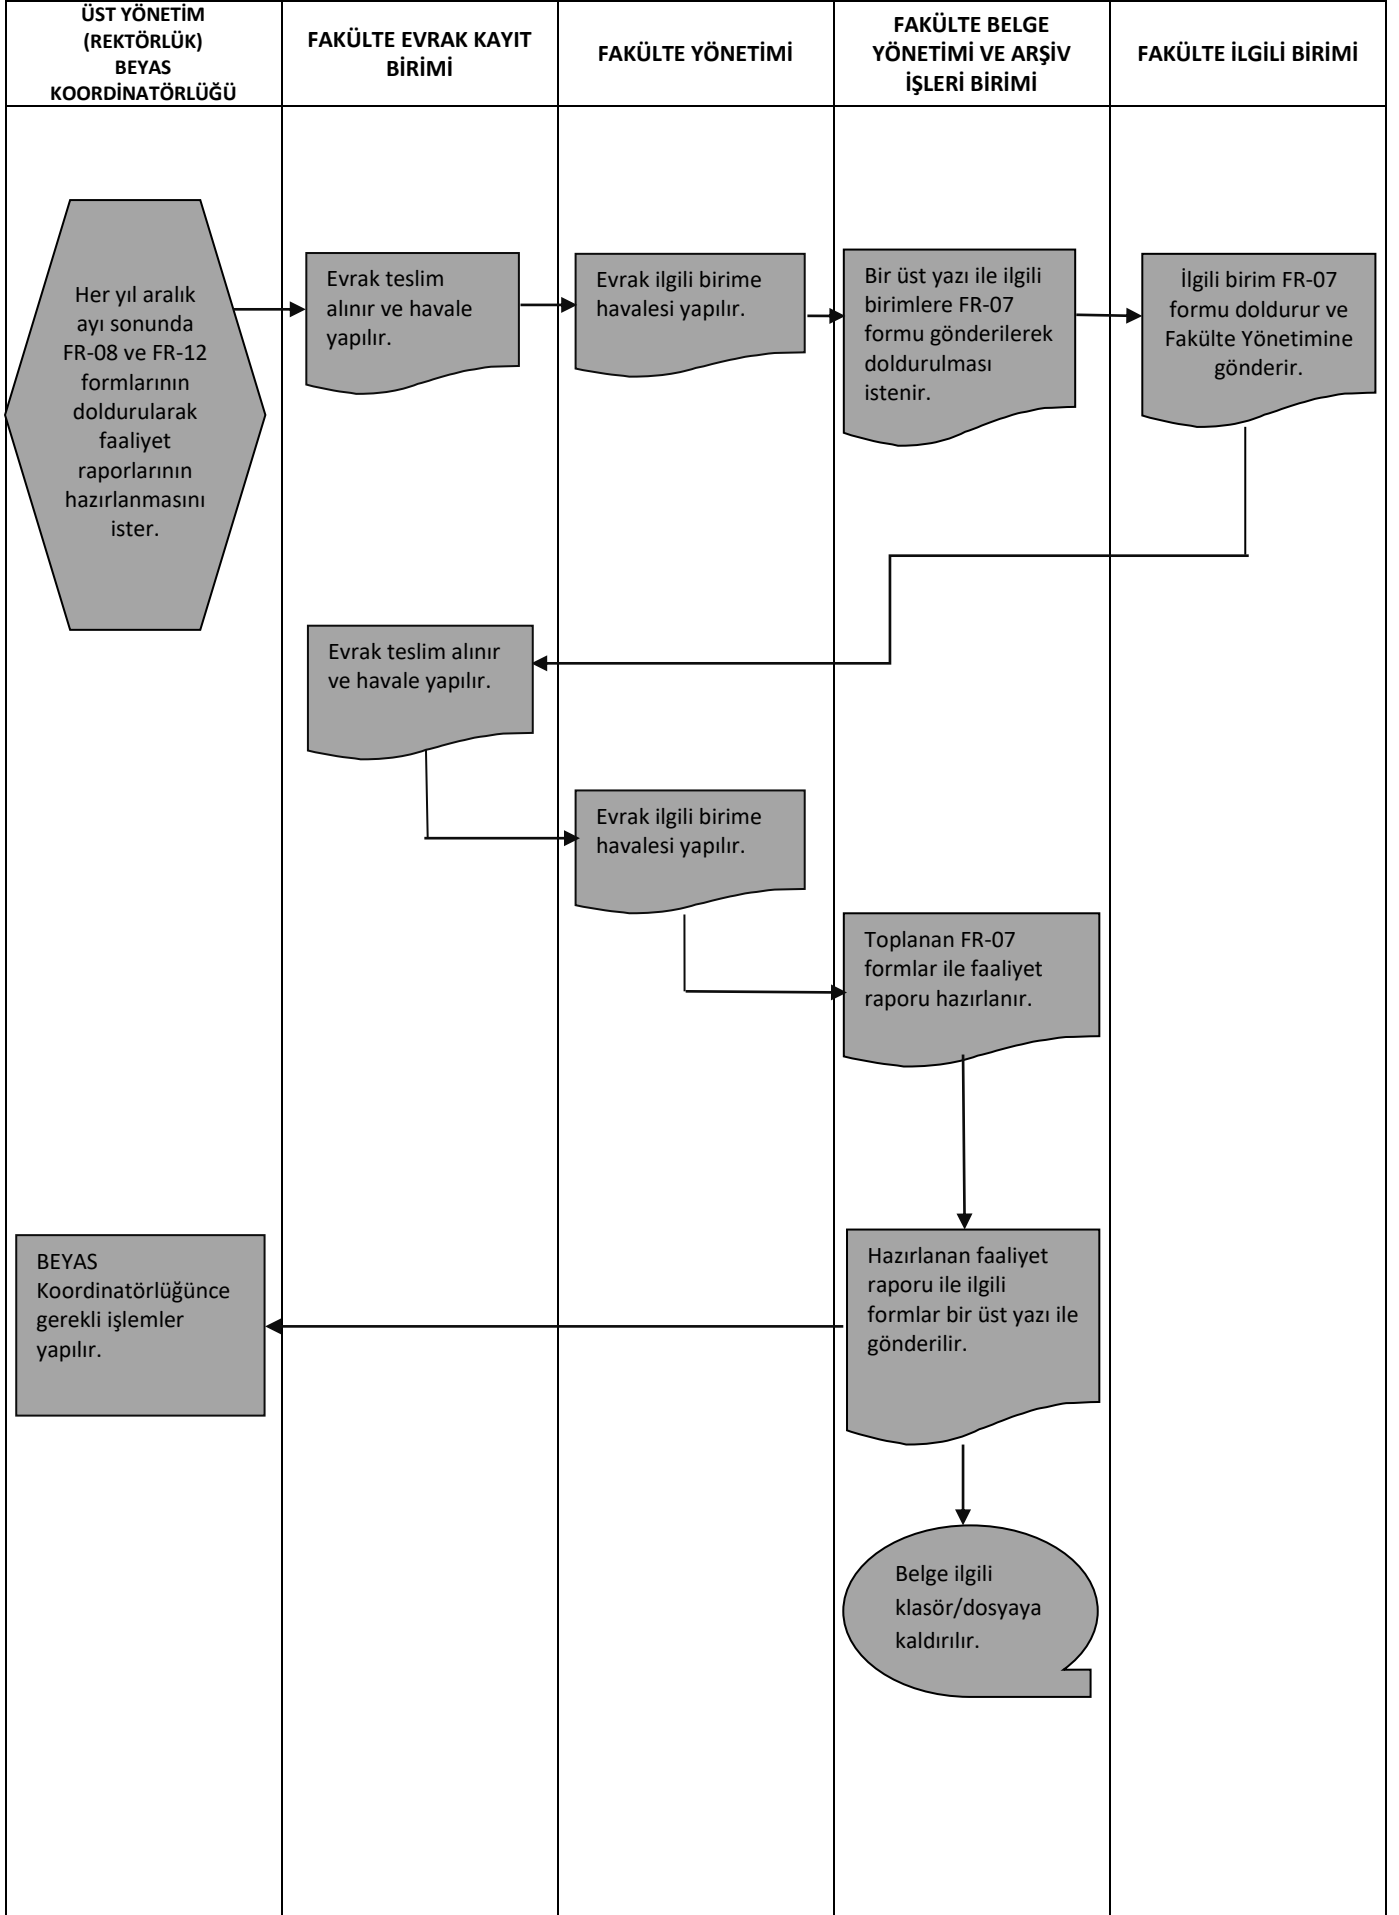 ÜST YÖNETİM
(REKTÖRLÜK)
BEYAS
KOORDİNATÖRLÜĞÜ
FAKÜLTE EVRAK KAYIT
BİRİMİ
FAKÜLTE YÖNETİMİ
FAKÜLTE BELGE
YÖNETİMİ VE ARŞİV
İŞLERİ BİRİMİ
FAKÜLTE İLGİLİ BİRİMİ
Her yıl aralık
ayı sonunda
FR-08 ve FR-12
formlarının
doldurularak
faaliyet
raporlarının
hazırlanmasını
ister.
Evrak teslim
alınır ve havale
yapılır.
Evrak ilgili birime
havalesi yapılır.
Bir üst yazı ile ilgili
birimlere FR-07
formu gönderilerek
doldurulması
istenir.
İlgili birim FR-07
formu doldurur ve
Fakülte Yönetimine
gönderir.
Evrak teslim alınır
ve havale yapılır.
Evrak ilgili birime
havalesi yapılır.
Toplanan FR-07
formlar ile faaliyet
raporu hazırlanır.
Hazırlanan faaliyet
raporu ile ilgili
formlar bir üst yazı ile
gönderilir.
BEYAS
Koordinatörlüğünce
gerekli işlemler
yapılır.
Belge ilgili
klasör/dosyaya
kaldırılır.